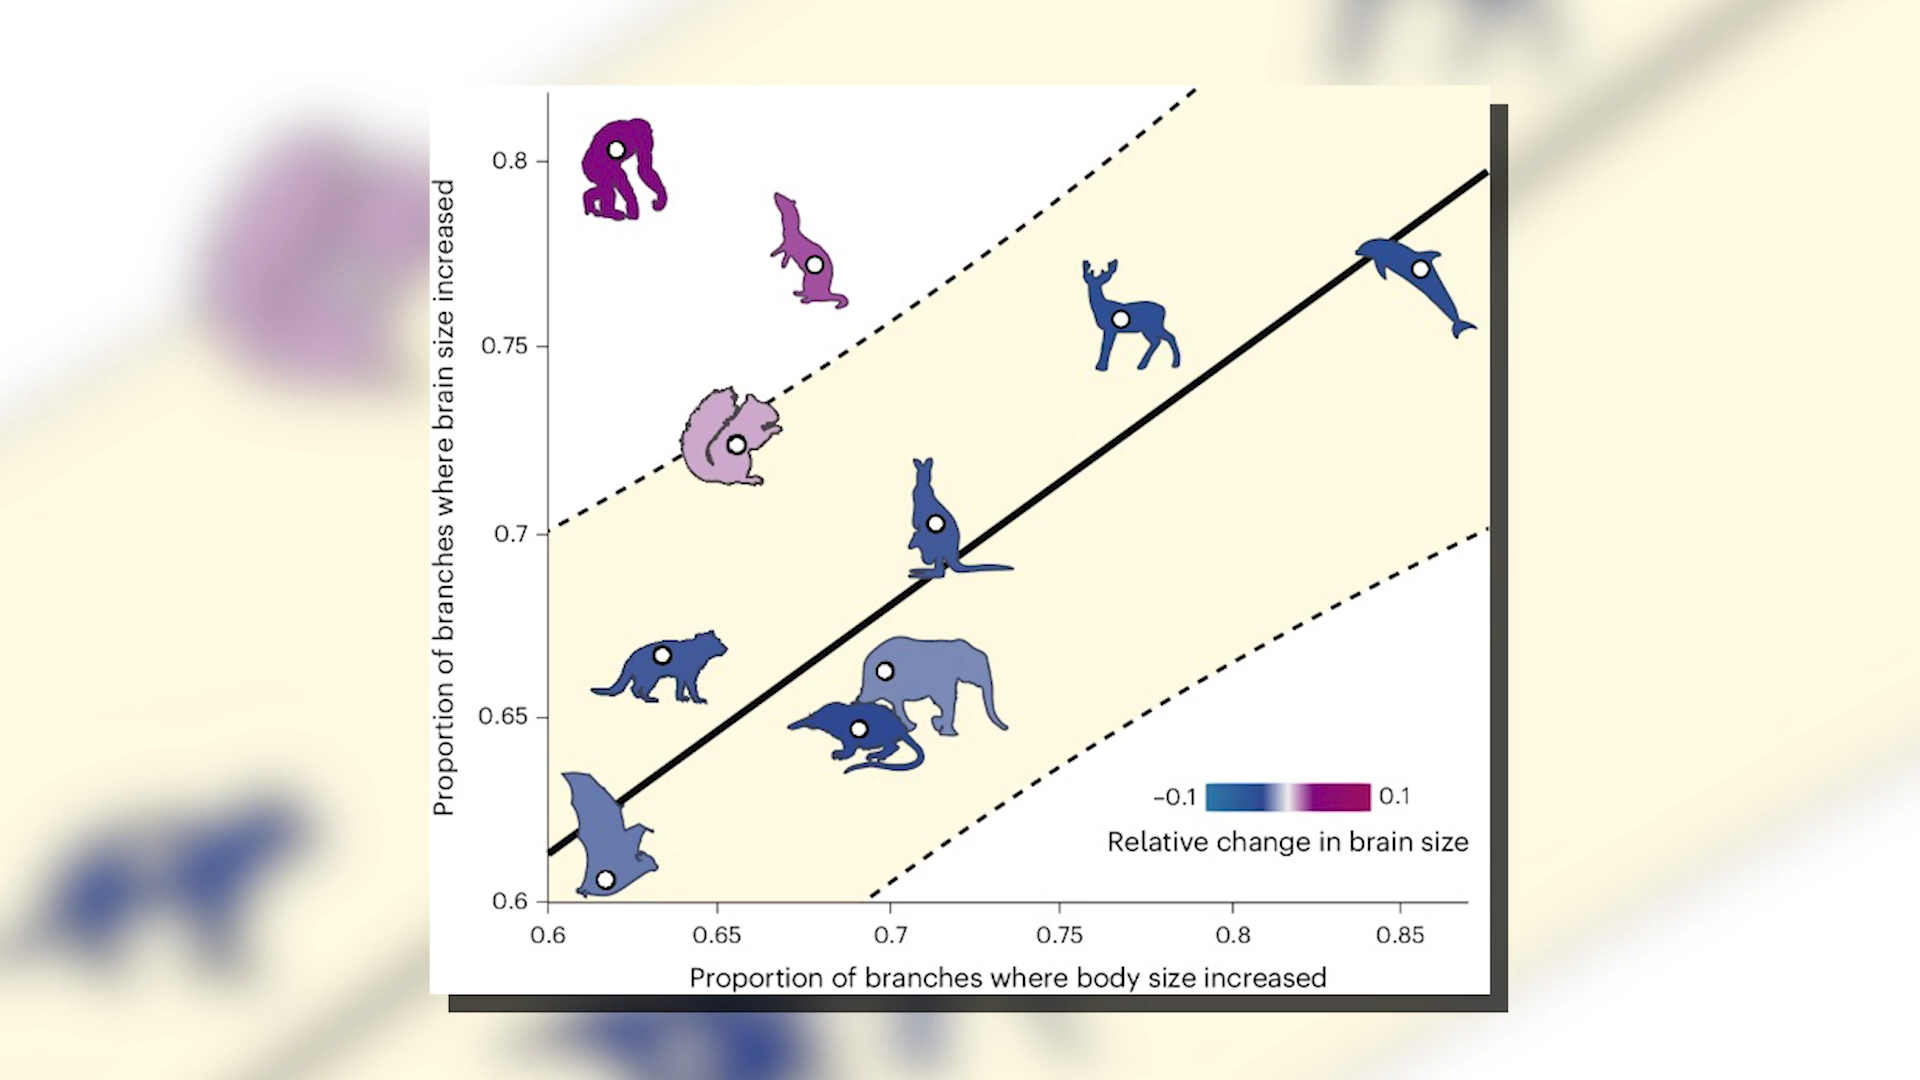 Proportion of branches where brain size increased
0.8
0.75
0.7
0.65
0.6
0.6 0.65 0.7 0.75 0.8 0.85
Proportion of branches where body size increased
–0.1 0.1
Relative change in brain size